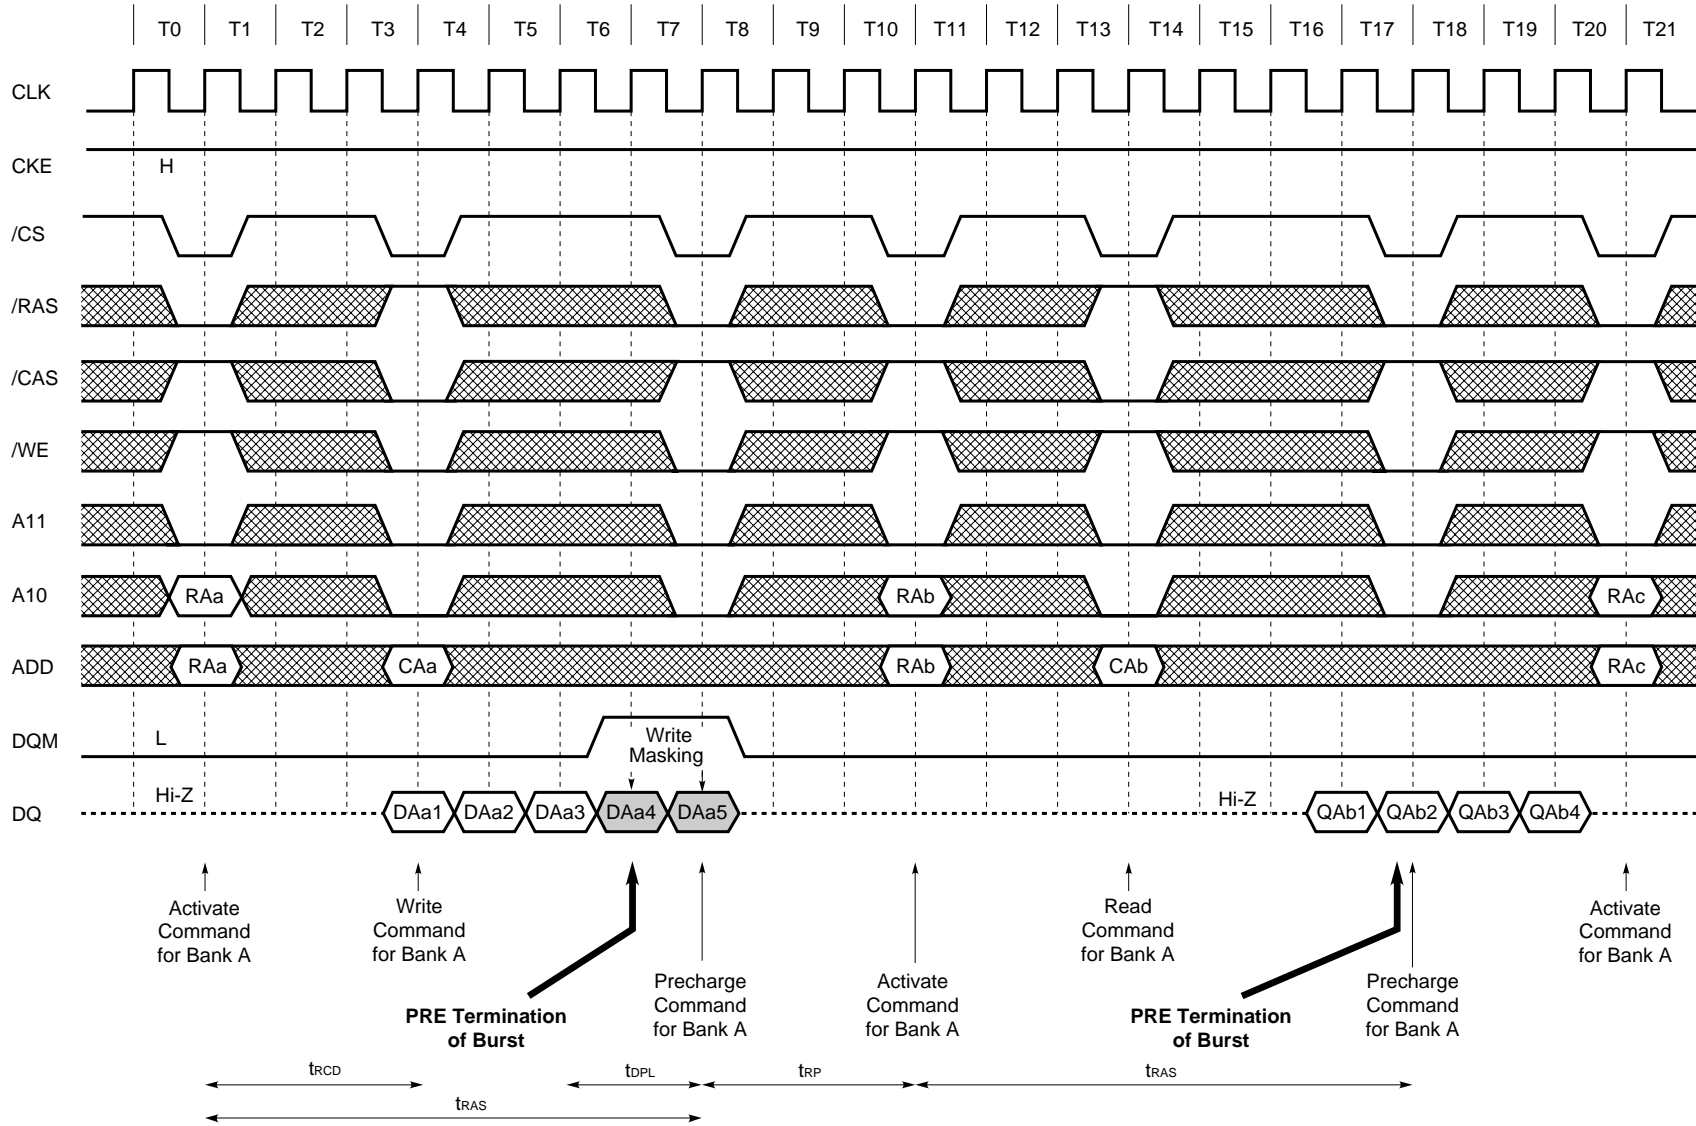 T0 T1 T2 T3 T4 T5 T6 T7 T8 T9 T10 T11 T12 T13 T14 T15 T16 T17 T18 T19 T20 T21
CLK
CKE H
/CS
/RAS
/CAS
/WE
A11
A10 RAa RAb RAc
ADD RAa CAa RAb CAb RAc
DQM L Write
Masking
DQ Hi-Z DAa1 DAa2 DAa3 DAa4 DAa5 Hi-Z QAb1 QAb2 QAb3 QAb4
Activate
Command
for Bank A
Write
Command
for Bank A
PRE Termination
of Burst
Precharge
Command
for Bank A
Activate
Command
for Bank A
Read
Command
for Bank A
PRE Termination
of Burst
Precharge
Command
for Bank A
Activate
Command
for Bank A
tRCD tDPL tRP tRAS
tRAS